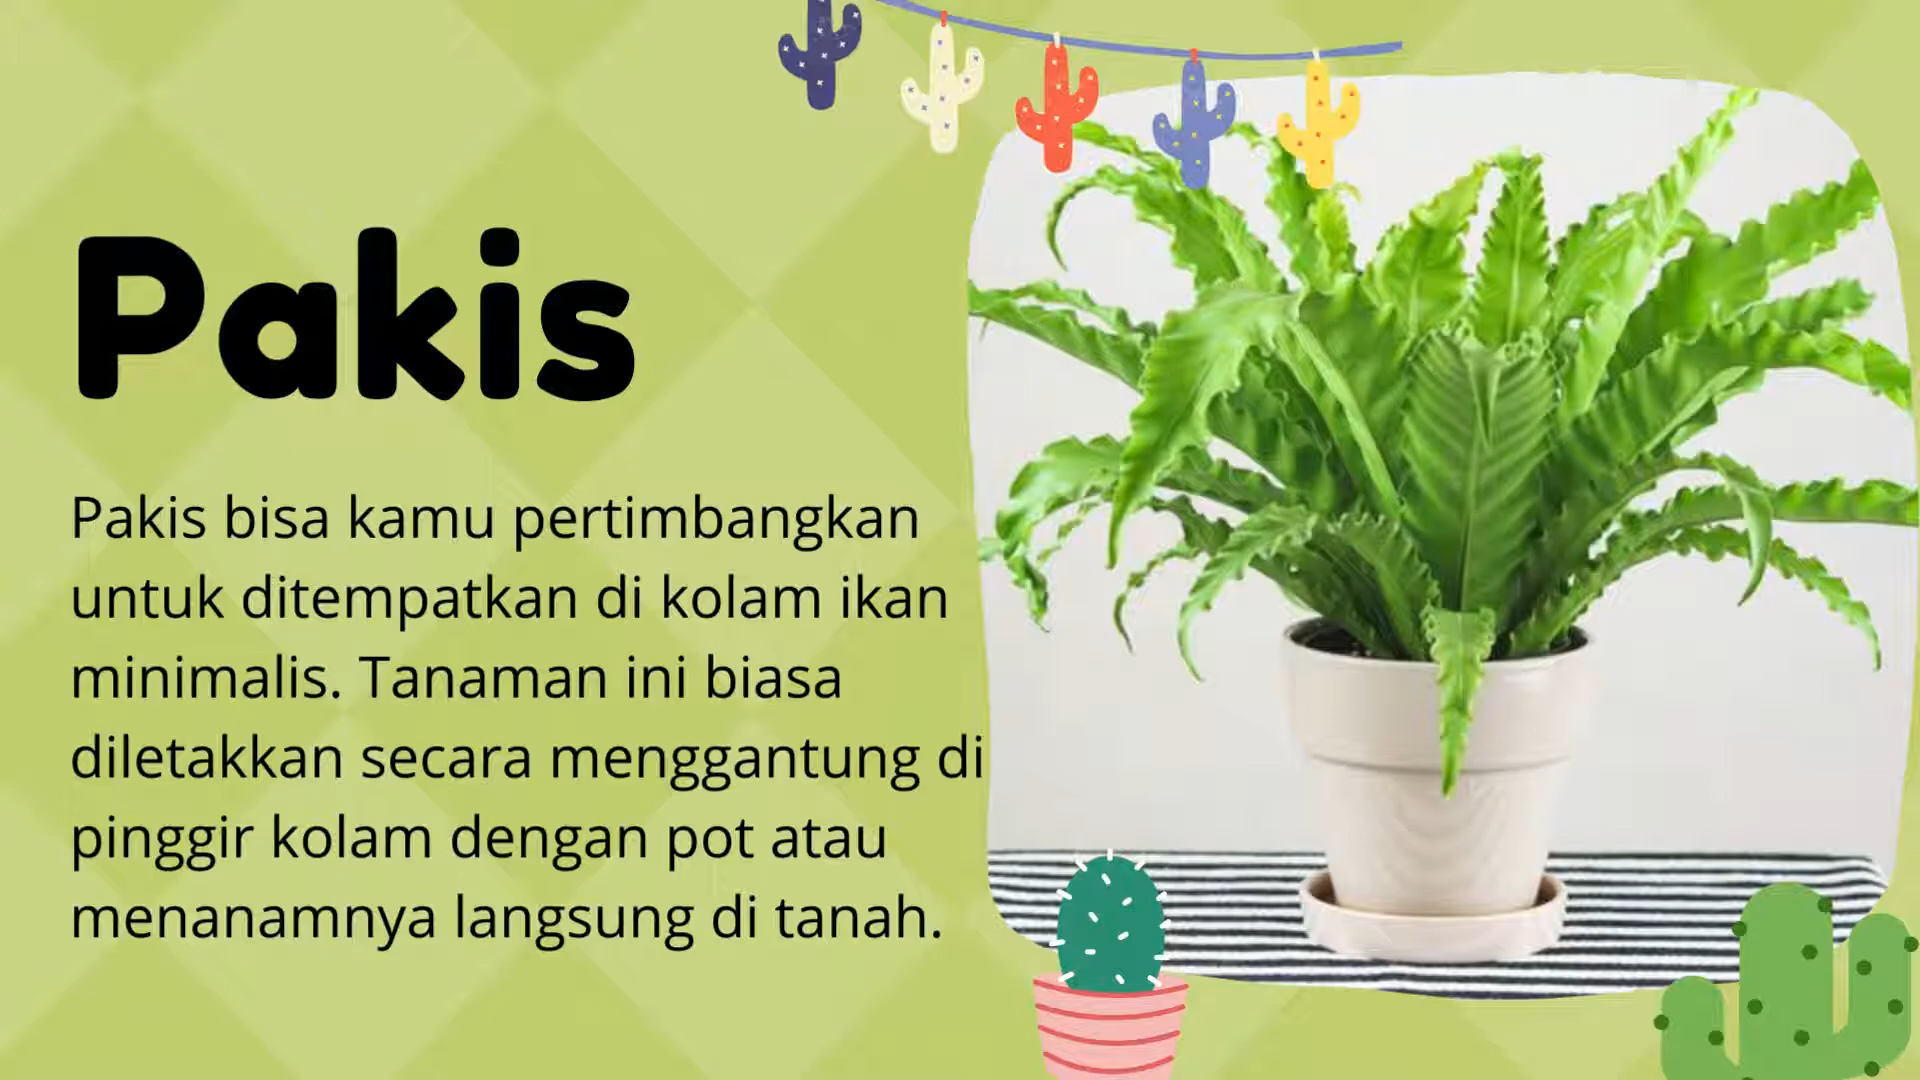 Pakis
Pakis bisa kamu pertimbangkan
untuk ditempatkan di kolam ikan
minimalis. Tanaman ini biasa
diletakkan secara menggantung di
pinggir kolam dengan pot atau
menanamnya langsung di tanah.